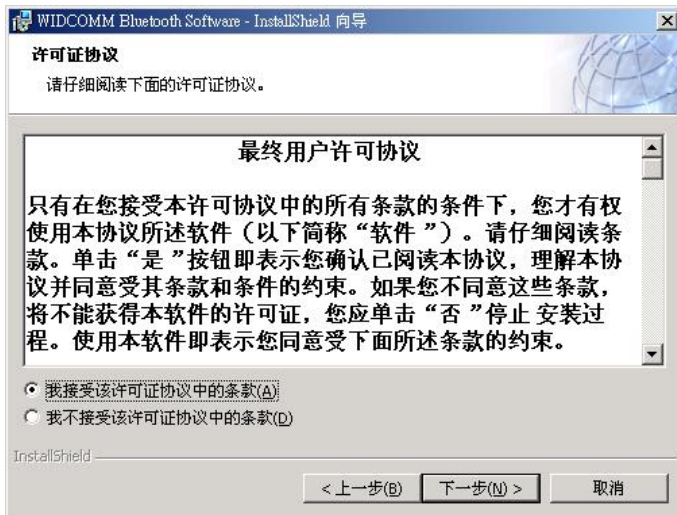 WIDCOMM Bluetooth Software - InstallShield 向导
许可证协议
请仔细阅读下面的许可证协议。
最终用户许可协议
只有在您接受本许可协议中的所有条款的条件下，您才有权
使用本协议所述软件（以下简称“软件 ”）。请仔细阅读条
款。单击“是 ”按钮即表示您确认已阅读本协议，理解本协
议并同意受其条款和条件的约束。如果您不同意这些条款，
将不能获得本软件的许可证，您应单击“否 ”停止 安装过
程。使用本软件即表示您同意受下面所述条款的约束。
我接受该许可证协议中的条款(A)
我不接受该许可证协议中的条款(D)
InstallShield
< 上一步(B) 下一步(N) > 取消